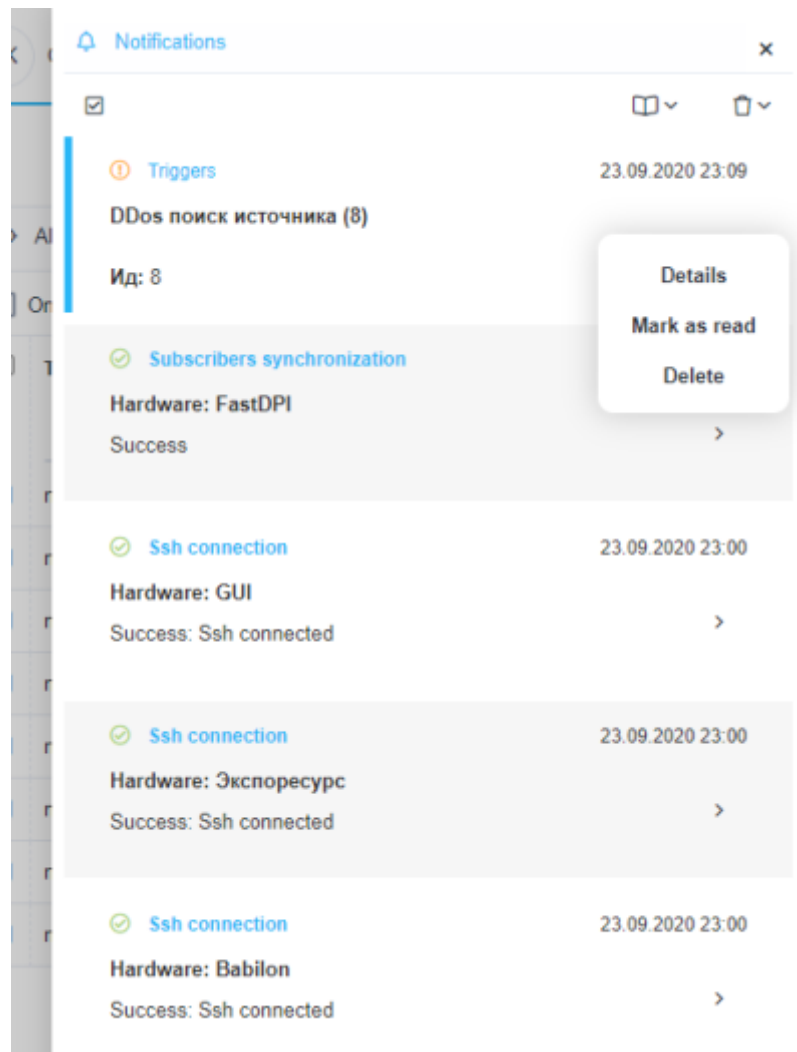 Notifications
Triggers 23.09.2020 23:09
DDos поиск источника (8)
Ид: 8
Details
Mark as read
Delete
Subscribers synchronization
Hardware: FastDPI
Success
Ssh connection 23.09.2020 23:00
Hardware: GUI
Success: Ssh connected
Ssh connection 23.09.2020 23:00
Hardware: Экспоресурс
Success: Ssh connected
Ssh connection 23.09.2020 23:00
Hardware: Babilon
Success: Ssh connected